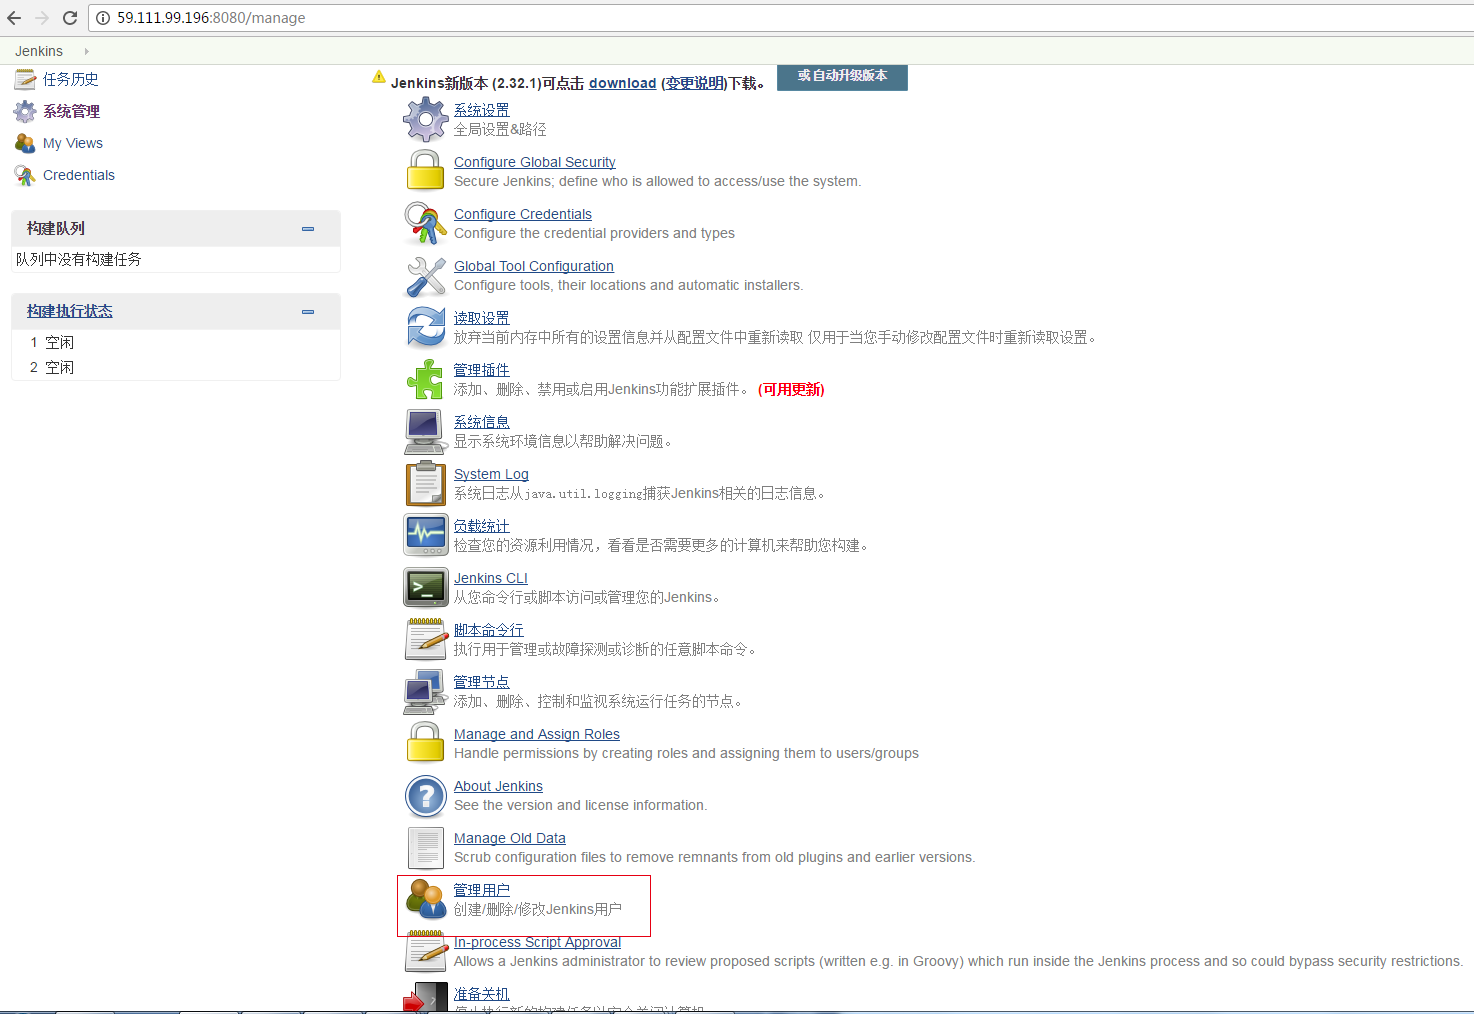 59.111.99.196:8080/manage
Jenkins
任务历史
系统管理
My Views
Credentials
构建队列
队列中没有构建任务
构建执行状态
1 空闲
2 空闲
Jenkins新版本 (2.32.1)可点击 download (变更说明)下载。
或 自动升级版本
系统设置
全局设置&路径
Configure Global Security
Secure Jenkins; define who is allowed to access/use the system.
Configure Credentials
Configure the credential providers and types
Global Tool Configuration
Configure tools, their locations and automatic installers.
读取设置
放弃当前内存中所有的设置信息并从配置文件中重新读取 仅用于当您手动修改配置文件时重新读取设置。
管理插件
添加、删除、禁用或启用Jenkins功能扩展插件。 (可用更新)
系统信息
显示系统环境信息以帮助解决问题。
System Log
系统日志从java.util.logging捕获Jenkins相关的日志信息。
负载统计
检查您的资源利用情况，看看是否需要更多的计算机来帮助您构建。
Jenkins CLI
从您命令行或脚本访问或管理您的Jenkins。
脚本命令行
执行用于管理或故障探测或诊断的任意脚本命令。
管理节点
添加、删除、控制和监视系统运行任务的节点。
Manage and Assign Roles
Handle permissions by creating roles and assigning them to users/groups
About Jenkins
See the version and license information.
Manage Old Data
Scrub configuration files to remove remnants from old plugins and earlier versions.
管理用户
创建/删除/修改Jenkins用户
In-process Script Approval
Allows a Jenkins administrator to review proposed scripts (written e.g. in Groovy) which run inside the Jenkins process and so could bypass security restrictions.
准备关机
停止执行新的构建任务以安全关闭计算机